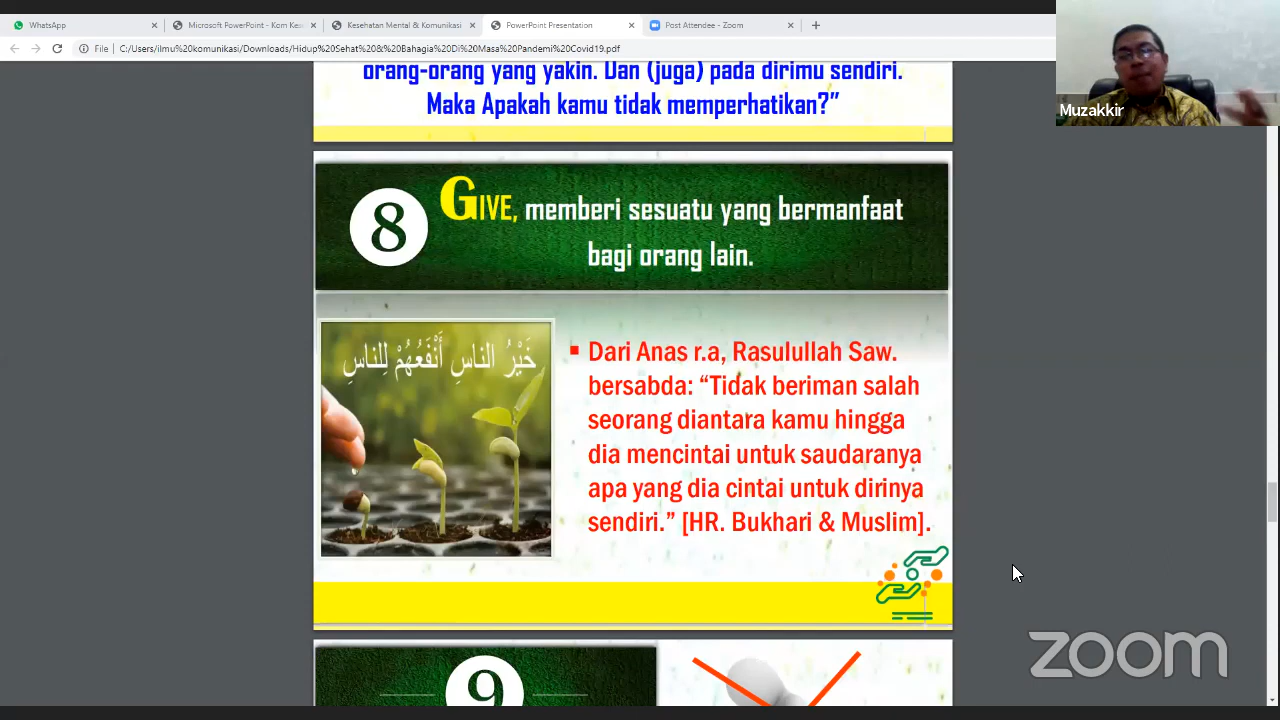 WhatsApp
Microsoft PowerPoint - Kom Kes
Kesehatan Mental & Komunikasi
PowerPoint Presentation
Post Attendee - Zoom
File
C:/Users/ilmu%20komunikasi/Downloads/Hidup%20Sehat%20&%20Bahagia%20Di%20Masa%20Pandemi%20Covid19.pdf
Muzakkir
orang-orang yang yakin. Dan (juga) pada dirimu sendiri.
Maka Apakah kamu tidak memperhatikan?”
8
GIVE, memberi sesuatu yang bermanfaat
bagi orang lain.
خَيْرُ الناسِ أَنْفَعُهُمْ لِلناسِ
Dari Anas r.a, Rasulullah Saw.
bersabda: “Tidak beriman salah
seorang diantara kamu hingga
dia mencintai untuk saudaranya
apa yang dia cintai untuk dirinya
sendiri.” [HR. Bukhari & Muslim].
9
zoom